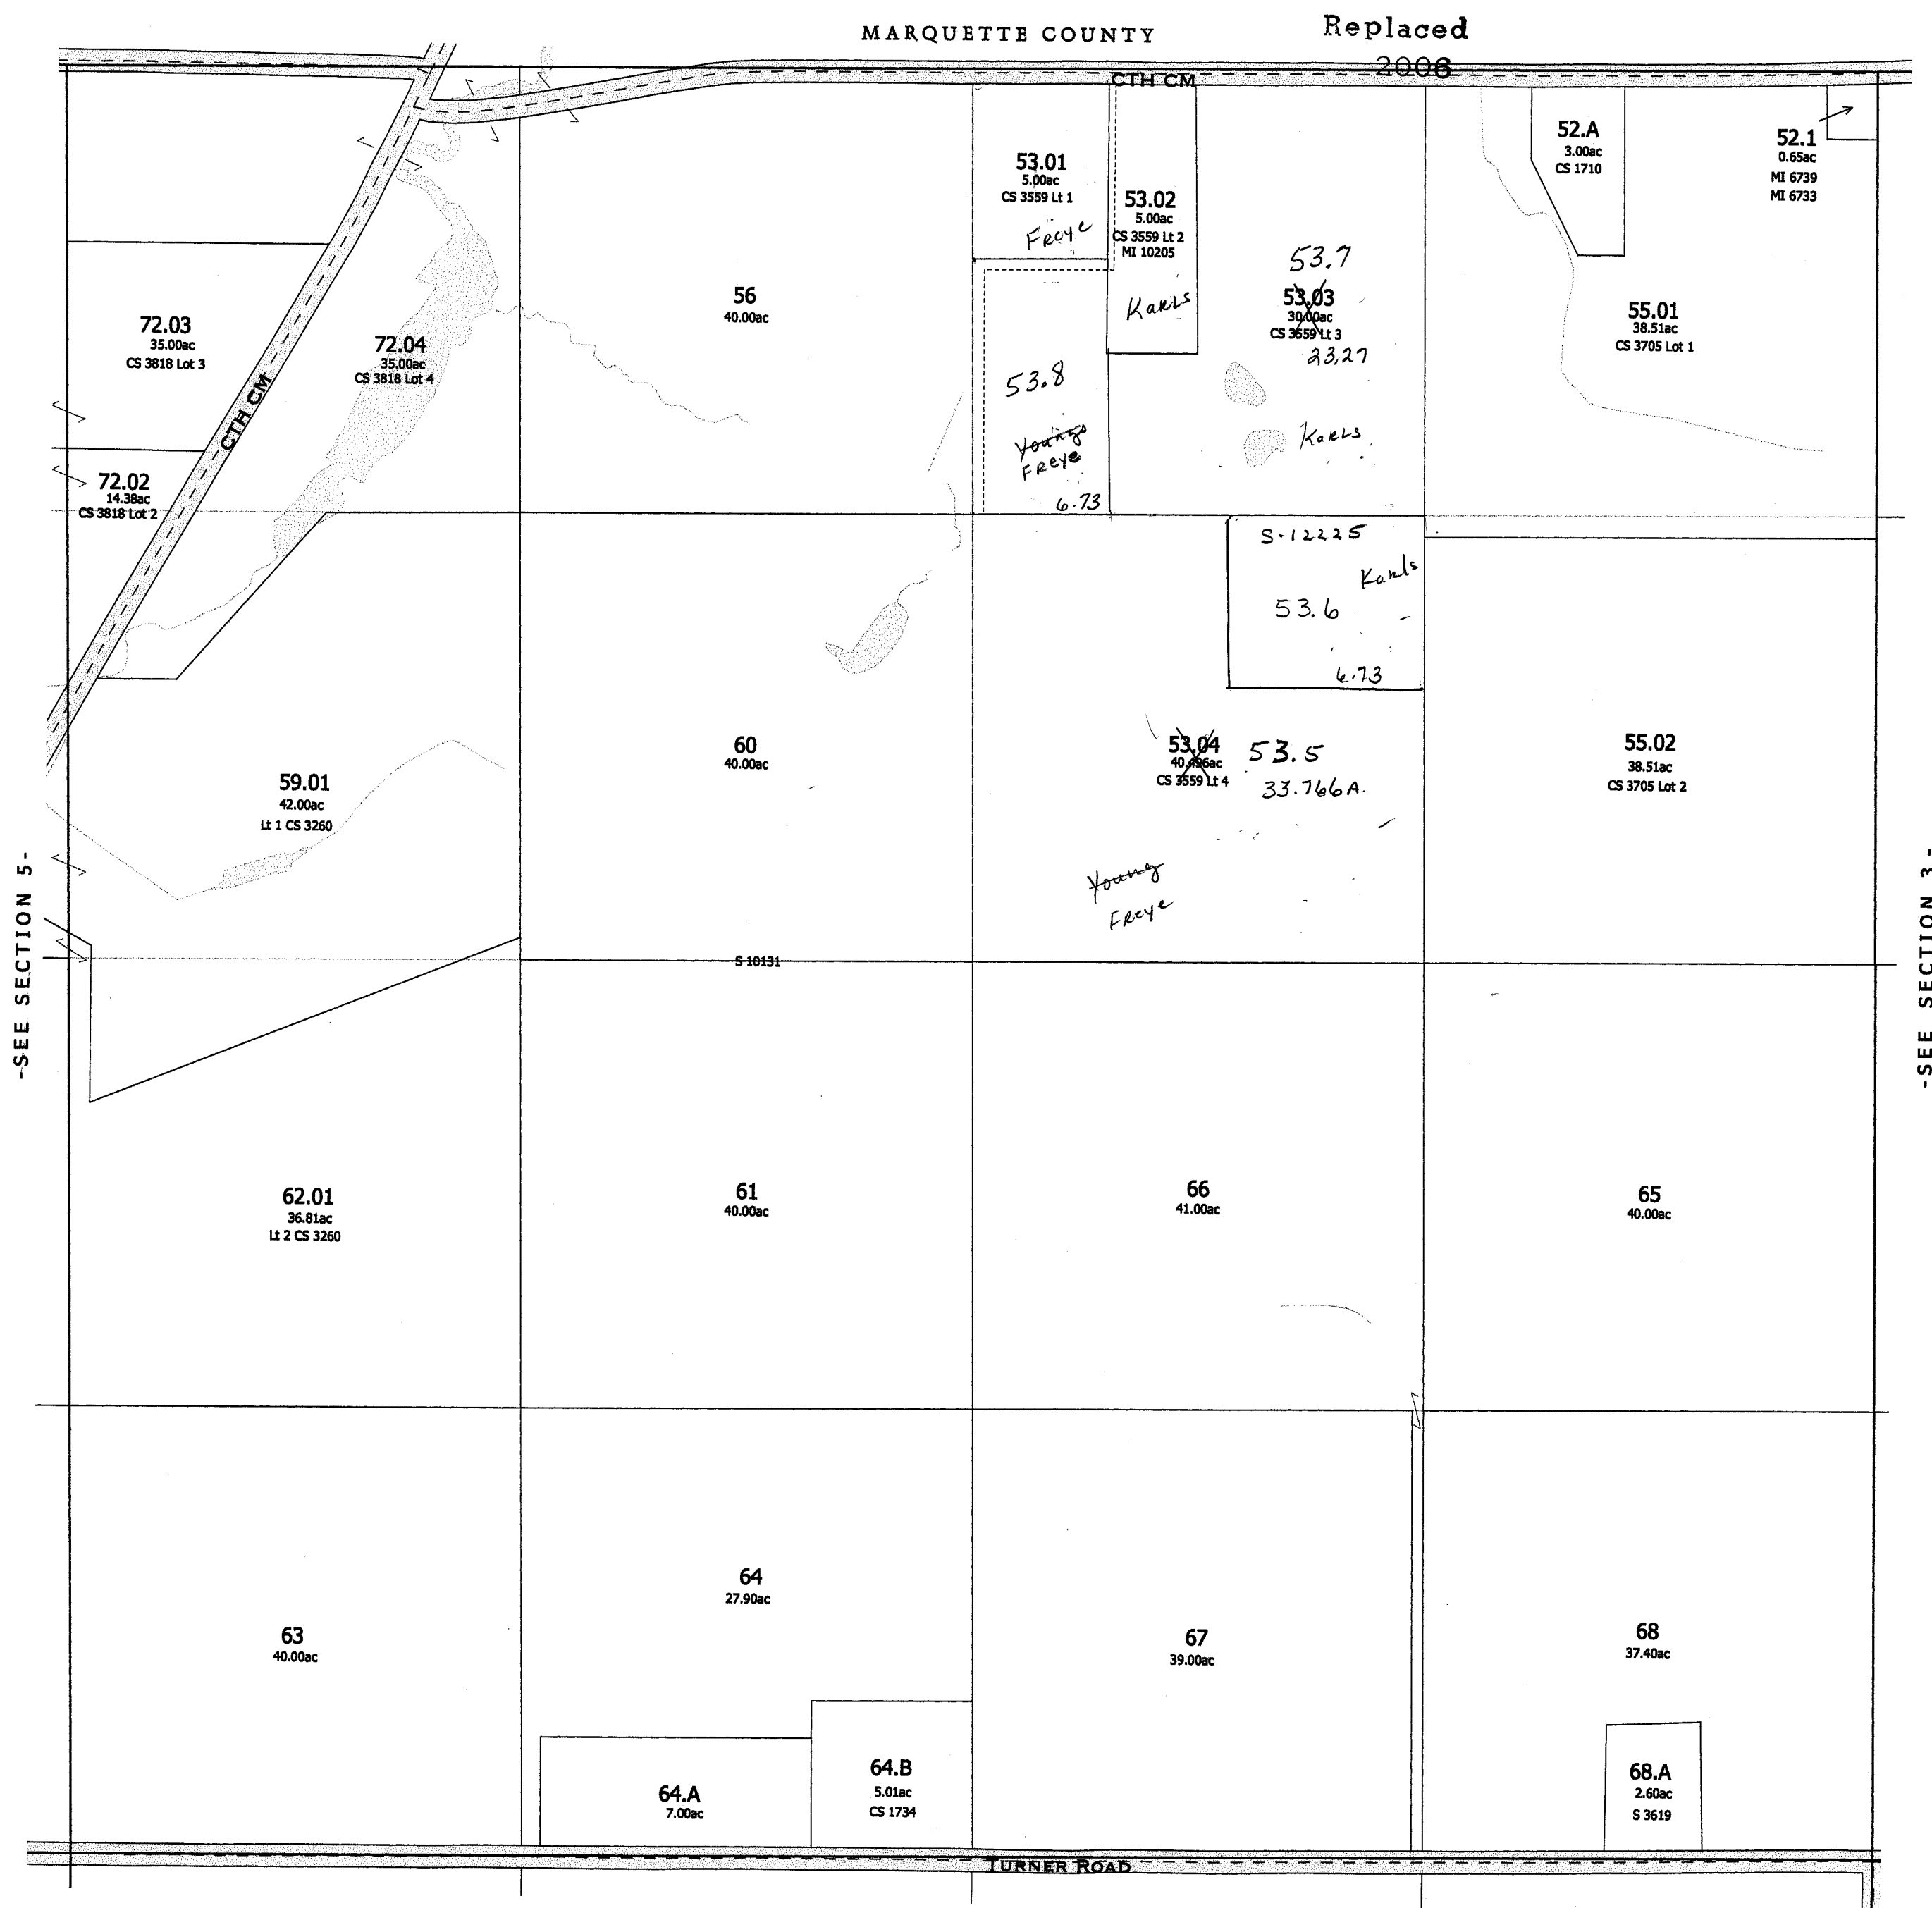 MARQUETTE COUNTY
Replaced
2006
CTH CM
53.01
5.00ac
CS 3559 Lt 1
Freye
53.02
5.00ac
CS 3559 Lt 2
MI 10205
Karls
53.7
53.03
30.00ac
CS 3559 Lt 3
23,27
Karls
52.A
3.00ac
CS 1710
52.1
0.65ac
MI 6739
MI 6733
55.01
38.51ac
CS 3705 Lot 1
56
40.00ac
53.8
Youngs
Freye
6.73
72.03
35.00ac
CS 3818 Lot 3
72.04
35.00ac
CS 3818 Lot 4
CTH CM
72.02
14.38ac
CS 3818 Lot 2
S-12225
Karls
53.6
6.73
59.01
42.00ac
Lt 1 CS 3260
60
40.00ac
53.04
40.496ac
CS 3559 Lt 4
53.5
33.766A.
Young
Freye
55.02
38.51ac
CS 3705 Lot 2
-SEE SECTION 5-
-SEE SECTION 3-
S 10131
62.01
36.81ac
Lt 2 CS 3260
61
40.00ac
66
41.00ac
65
40.00ac
63
40.00ac
64
27.90ac
67
39.00ac
68
37.40ac
64.A
7.00ac
64.B
5.01ac
CS 1734
68.A
2.60ac
S 3619
TURNER ROAD